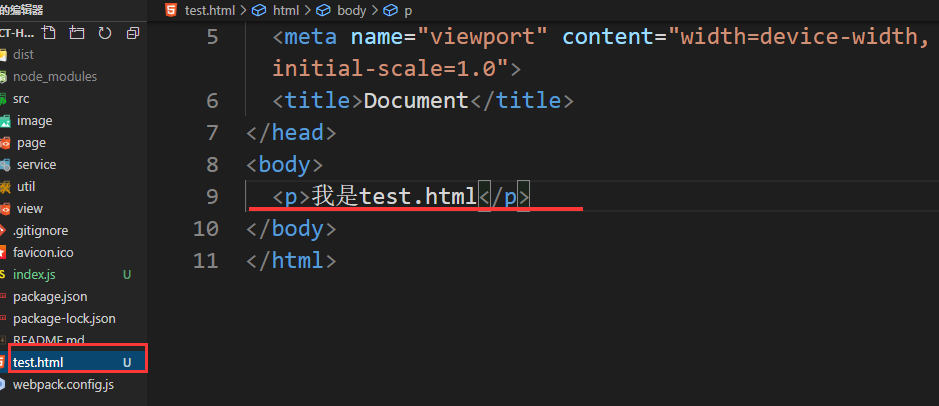 的编辑器
CT-H...
dist
node_modules
src
image
page
service
util
view
.gitignore
favicon.ico
index.js U
package.json
package-lock.json
README.md
test.html U
webpack.config.js
test.html > html > body > p
5 <meta name="viewport" content="width=device-width,
initial-scale=1.0">
6 <title>Document</title>
7 </head>
8 <body>
9 <p>我是test.html</p>
10 </body>
11 </html>